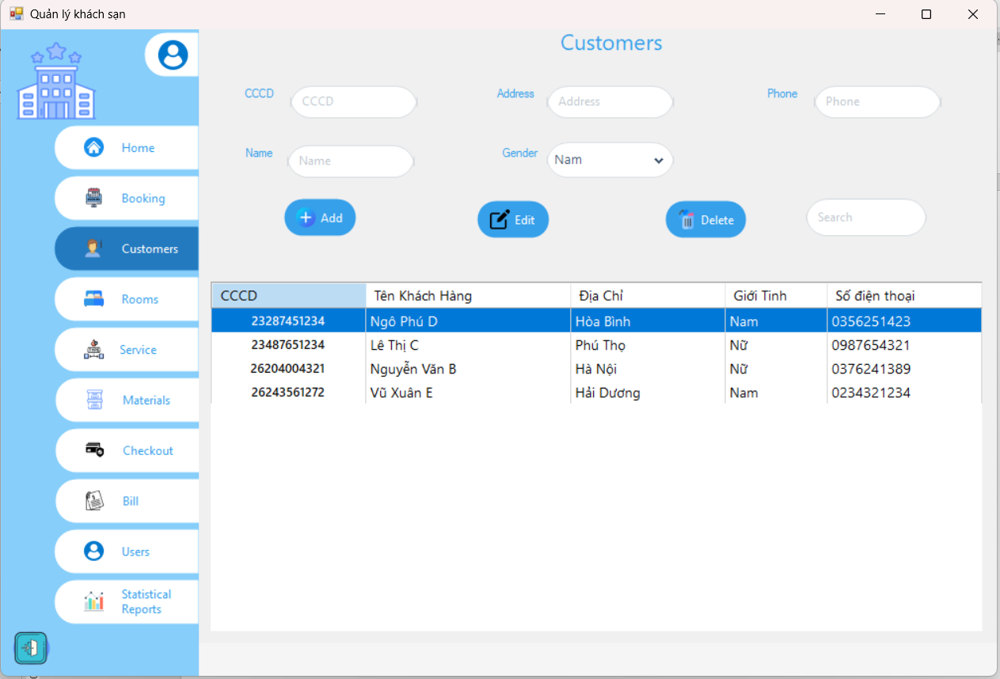 Quản lý khách sạn
Customers
CCCD CCCD Address Address Phone Phone
Name Name Gender Nam
Add Edit Delete Search
Home
Booking
Customers
Rooms
Service
Materials
Checkout
Bill
Users
Statistical
Reports
CCCD Tên Khách Hàng Địa Chỉ Giới Tinh Số điện thoại
23287451234 Ngô Phú D Hòa Bình Nam 0356251423
23487651234 Lê Thị C Phú Thọ Nữ 0987654321
26204004321 Nguyễn Văn B Hà Nội Nữ 0376241389
26243561272 Vũ Xuân E Hải Dương Nam 0234321234